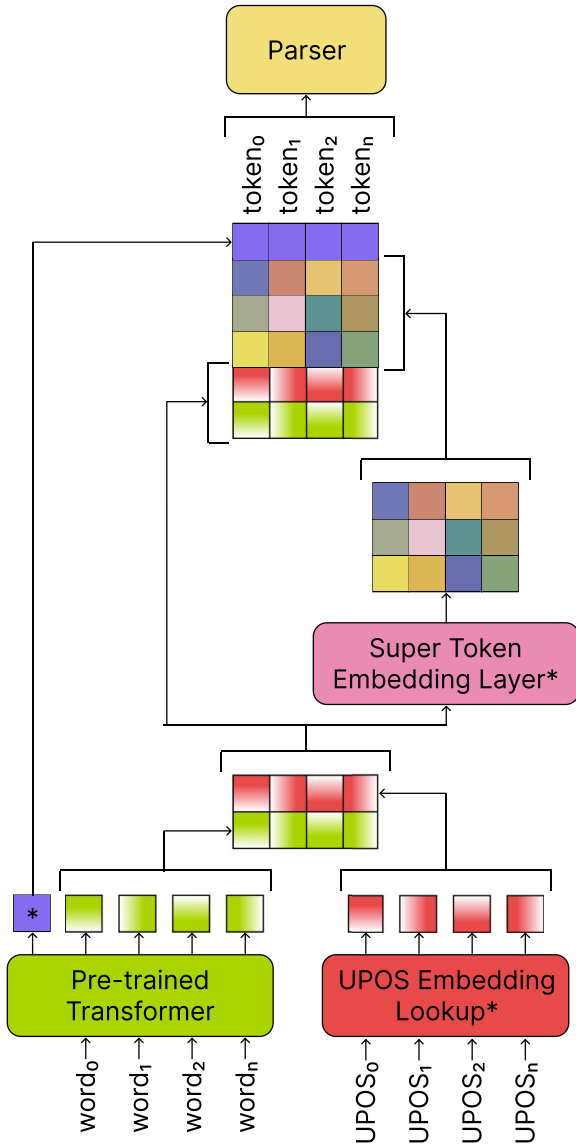 Parser
token₀
token₁
token₂
tokenₙ
Super Token
Embedding Layer*
*
Pre-trained
Transformer
UPOS Embedding
Lookup*
word₀
word₁
word₂
wordₙ
UPOS₀
UPOS₁
UPOS₂
UPOSₙ